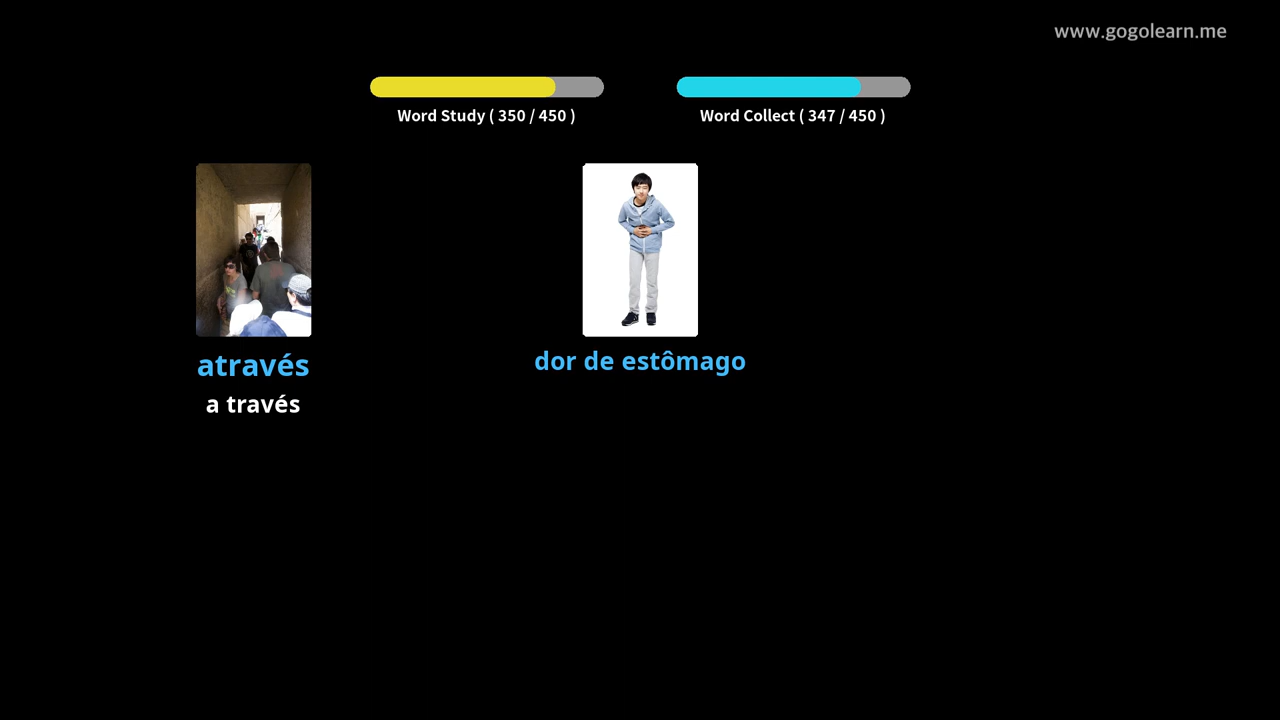 www.gogolearn.me
Word Study ( 350 / 450 )
Word Collect ( 347 / 450 )
através
a través
dor de estômago